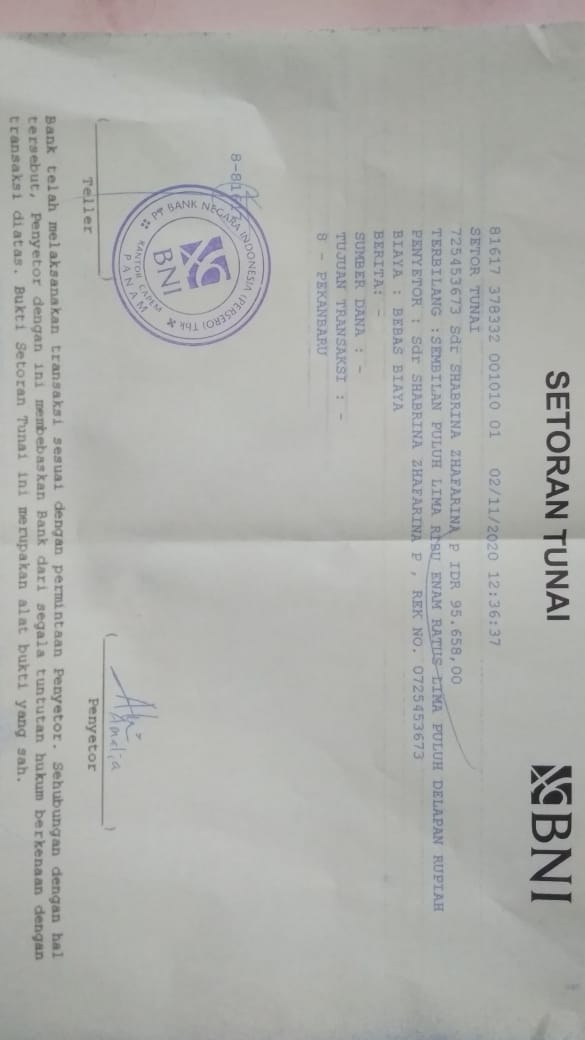 SETORAN TUNAI
BNI
81617 378332 001010 01 02/11/2020 12:36:37
SETOR TUNAI
725453673 Sdr SHABRINA ZHAFARINA P IDR 95.658,00
TERBILANG :SEMBILAN PULUH LIMA RIBU ENAM RATUS LIMA PULUH DELAPAN RUPIAH
PENYETOR : Sdr SHABRINA ZHAFARINA P , REK NO. 0725453673
BIAYA : BEBAS BIAYA
BERITA: -
SUMBER DANA : -
TUJUAN TRANSAKSI : -
8 - PEKANBARU
PT BANK NEGARA INDONESIA (PERSERO) Tbk
BNI
KANTOR CAPEM
PANAM
Amelia
Teller
Penyetor
Bank telah melaksanakan transaksi sesuai dengan permintaan Penyetor. Sehubungan dengan hal
tersebut, Penyetor dengan ini membebaskan Bank dari segala tuntutan hukum berkenaan dengan
transaksi diatas. Bukti Setoran Tunai ini merupakan alat bukti yang sah.